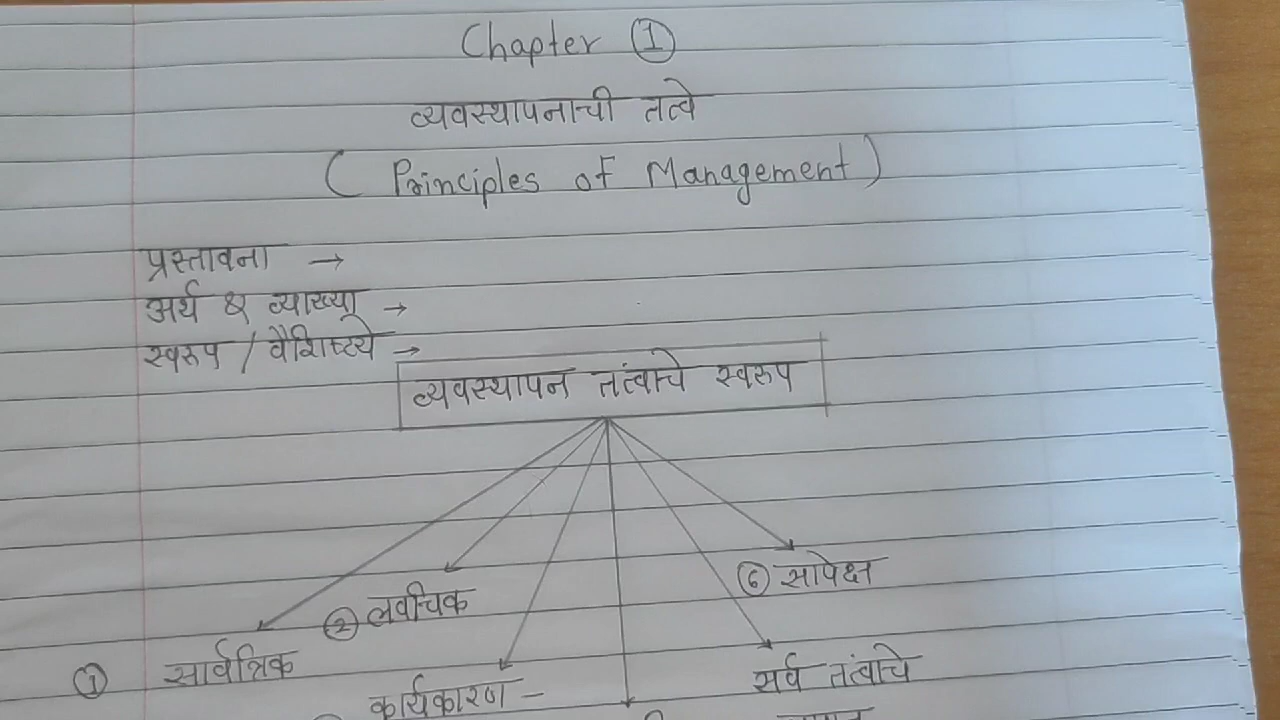 Chapter ①
व्यवस्थापनाची तत्वे
( Principles of Management )
प्रस्तावना →
अर्थ & व्याख्या →
स्वरुप / वैशिष्ट्ये →
व्यवस्थापन तत्वांचे स्वरुप
⑥ सापेक्ष
② लवचिक
① सार्वत्रिक
सर्व तत्वांचे
कार्यकारण –